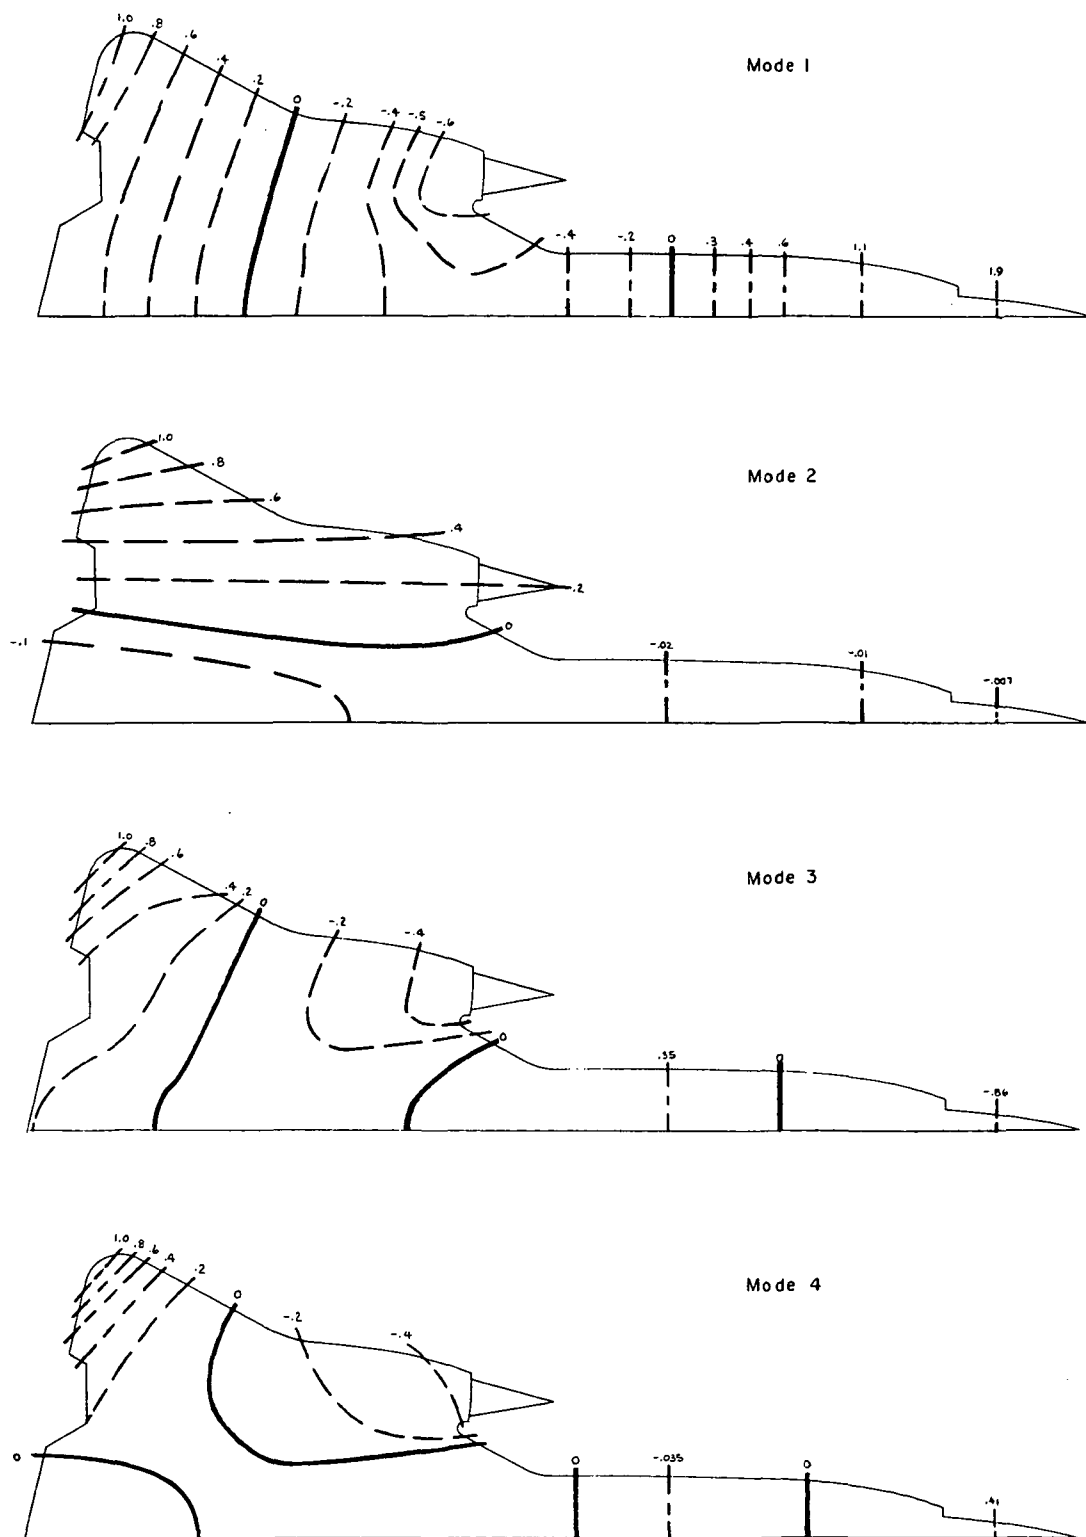 1.0 .8 .6 .4 .2 0 -.2 -.4 -.5 -.6
Mode 1
-.4 -.2 0 .3 .4 .6 1.1 1.9
1.0 .8 .6 .4 .2 0 -.1
Mode 2
-.02 -.01 -.007
1.0 .8 .6 .4 .2 0 -.2 -.4 0
Mode 3
.35 0 -.86
1.0 .8 .6 .4 .2 0 -.2 -.4
Mode 4
0 0 -.035 0 .41